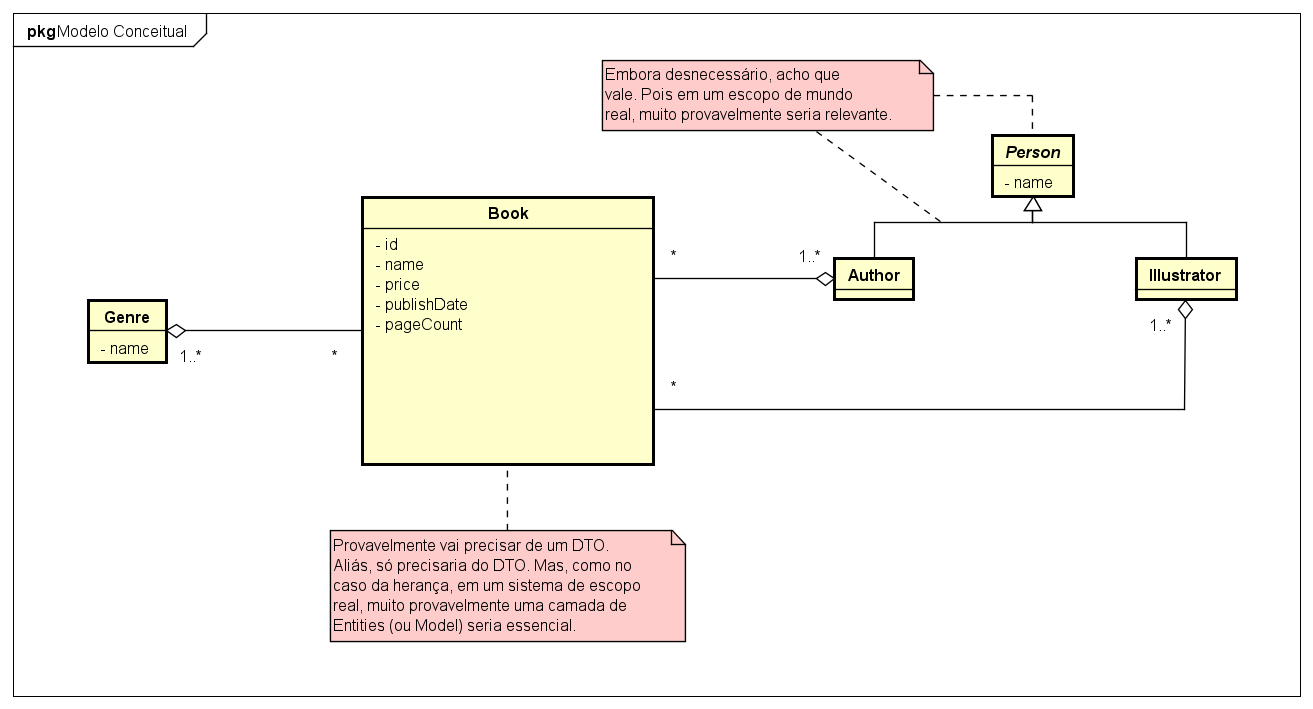 pkg Modelo Conceitual
Embora desnecessário, acho que
vale. Pois em um escopo de mundo
real, muito provavelmente seria relevante.
Person
- name
Book
- id
- name
- price
- publishDate
- pageCount
*
1..*
Author
Illustrator
1..*
Genre
- name
1..*
*
*
Provavelmente vai precisar de um DTO.
Aliás, só precisaria do DTO. Mas, como no
caso da herança, em um sistema de escopo
real, muito provavelmente uma camada de
Entities (ou Model) seria essencial.